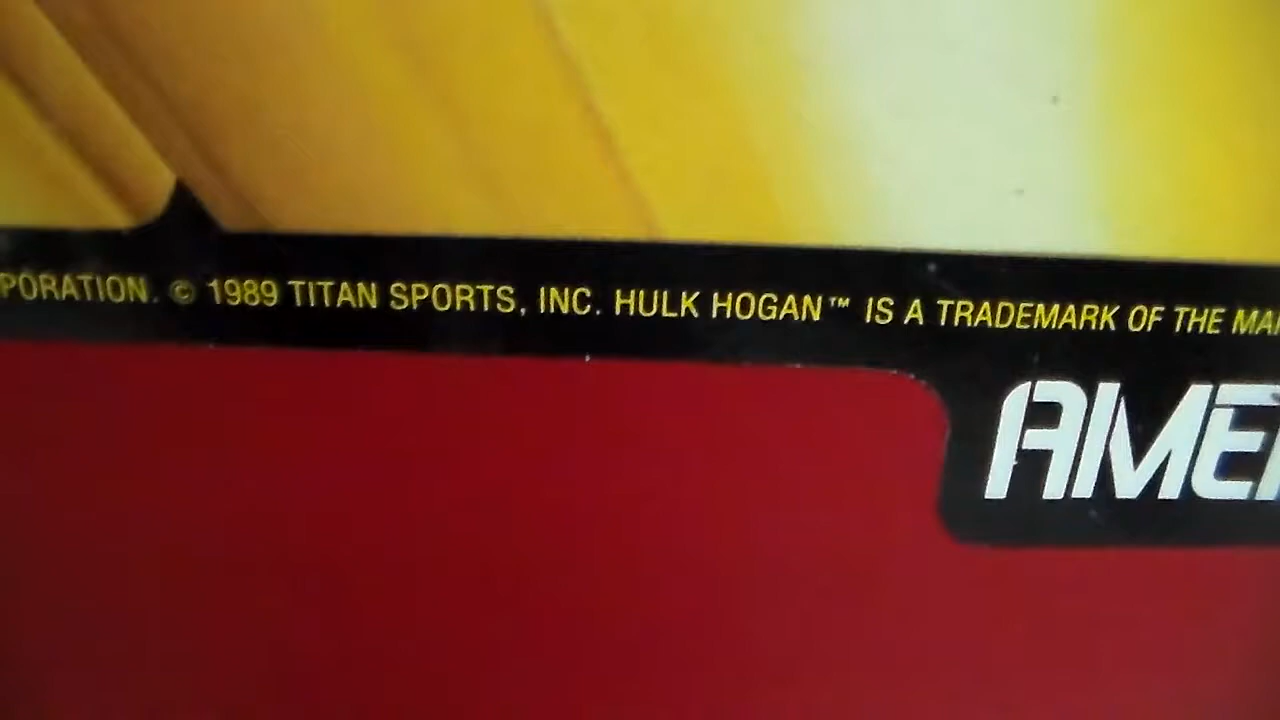 PORATION. © 1989 TITAN SPORTS, INC. HULK HOGAN™ IS A TRADEMARK OF THE MA
AME